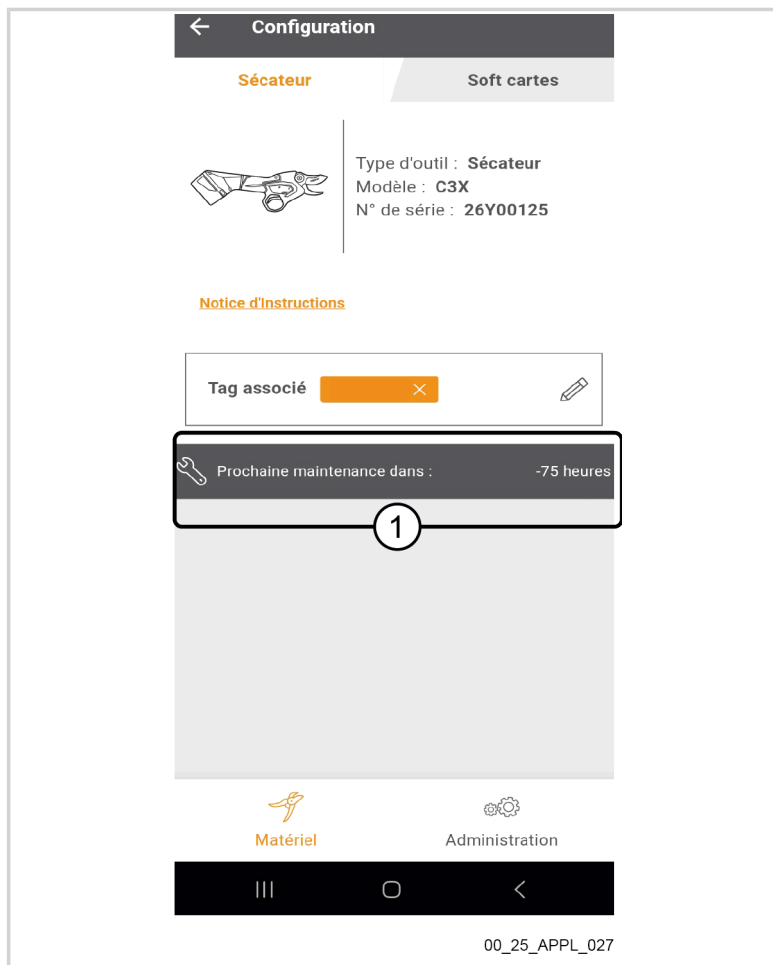 Configuration
Sécateur Soft cartes
Type d'outil : Sécateur
Modèle : C3X
N° de série : 26Y00125
Notice d'Instructions
Tag associé
Prochaine maintenance dans : -75 heures
1
Matériel Administration
00_25_APPL_027